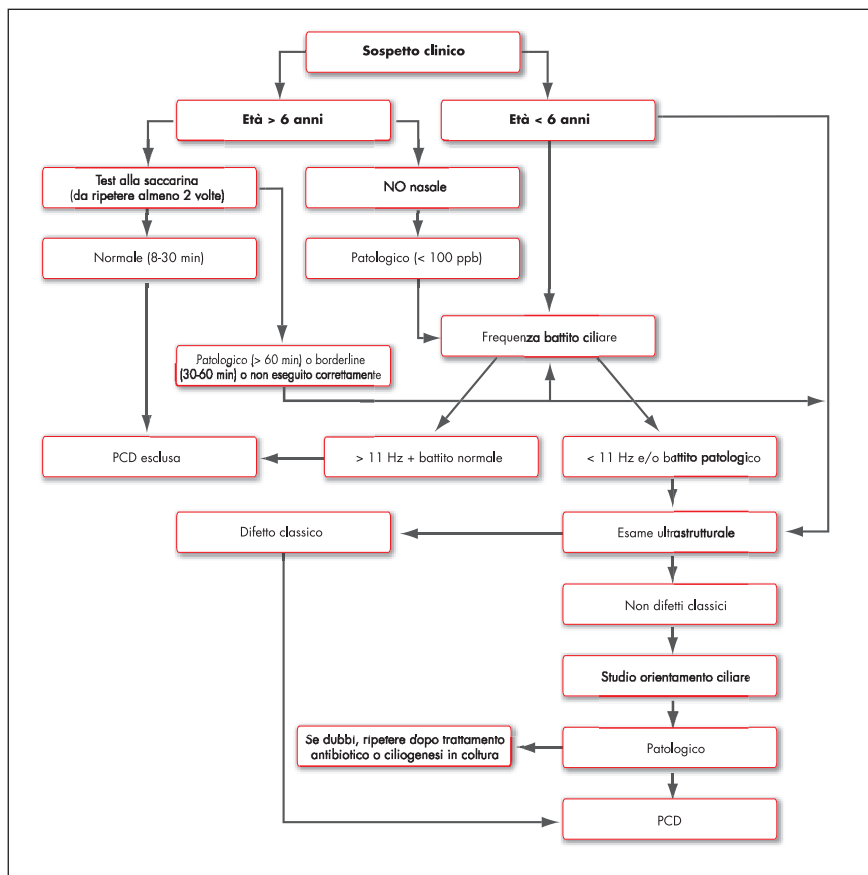 Sospetto clinico
Età > 6 anni
Età < 6 anni
Test alla saccarina
(da ripetere almeno 2 volte)
NO nasale
Normale (8-30 min)
Patologico (< 100 ppb)
Frequenza battito ciliare
Patologico (> 60 min) o borderline
(30-60 min) o non eseguito correttamente
PCD esclusa
> 11 Hz + battito normale
< 11 Hz e/o battito patologico
Difetto classico
Esame ultrastrutturale
Non difetti classici
Studio orientamento ciliare
Se dubbi, ripetere dopo trattamento
antibiotico o ciliogenesi in coltura
Patologico
PCD